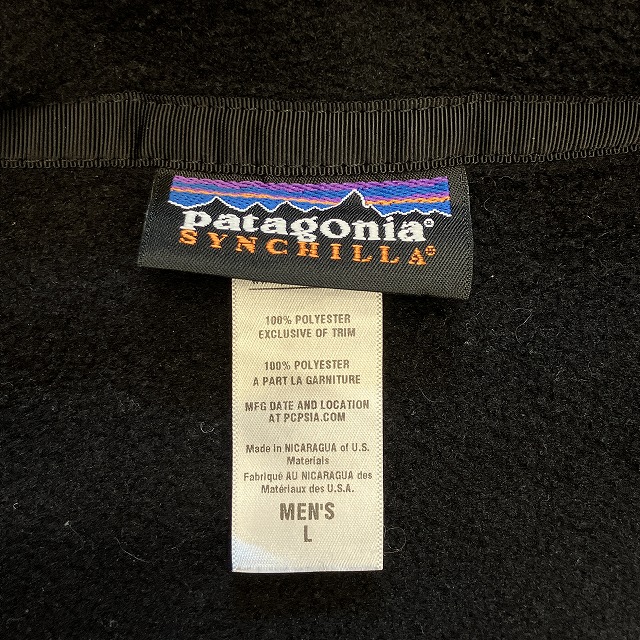 patagonia®
SYNCHILLA®
100% POLYESTER
EXCLUSIVE OF TRIM
100% POLYESTER
A PART LA GARNITURE
MFG DATE AND LOCATION
AT PCPSIA.COM
Made in NICARAGUA of U.S.
Materials
Fabriqué AU NICARAGUA des
Matériaux des U.S.A.
MEN'S
L